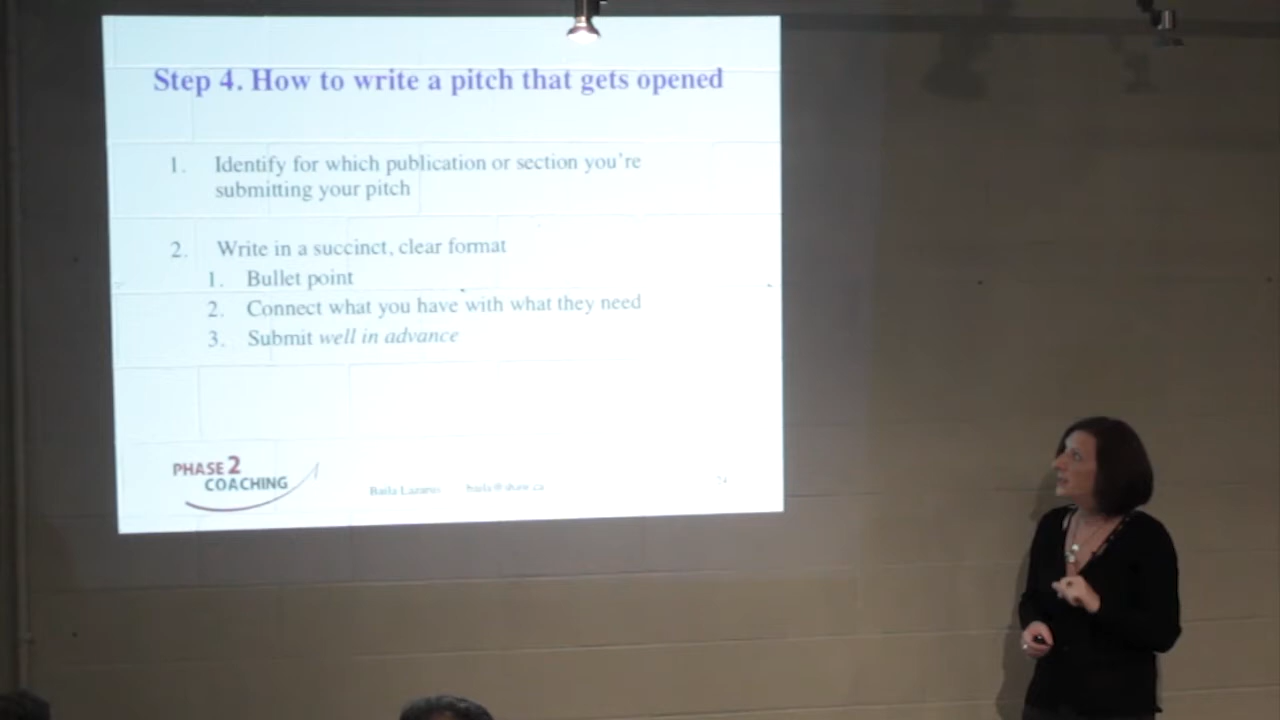 Step 4. How to write a pitch that gets opened
1. Identify for which publication or section you're
submitting your pitch
2. Write in a succinct, clear format
1. Bullet point
2. Connect what you have with what they need
3. Submit well in advance
PHASE 2
COACHING
Baila Lazarus